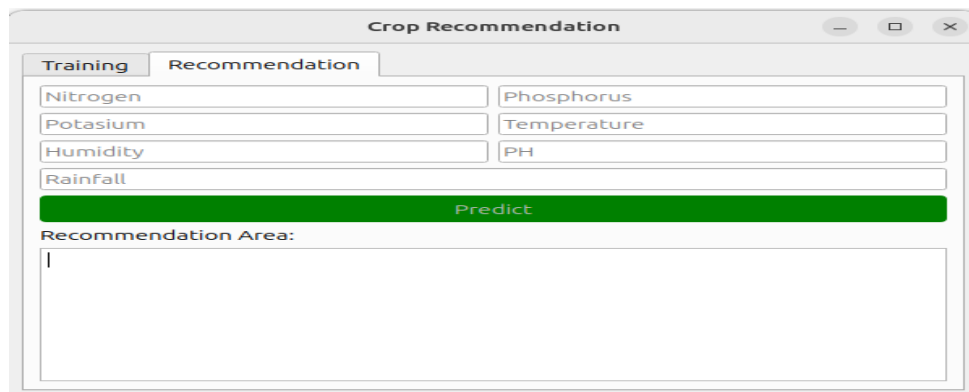 Crop Recommendation
Training Recommendation
Nitrogen Phosphorus
Potasium Temperature
Humidity PH
Rainfall
Predict
Recommendation Area: